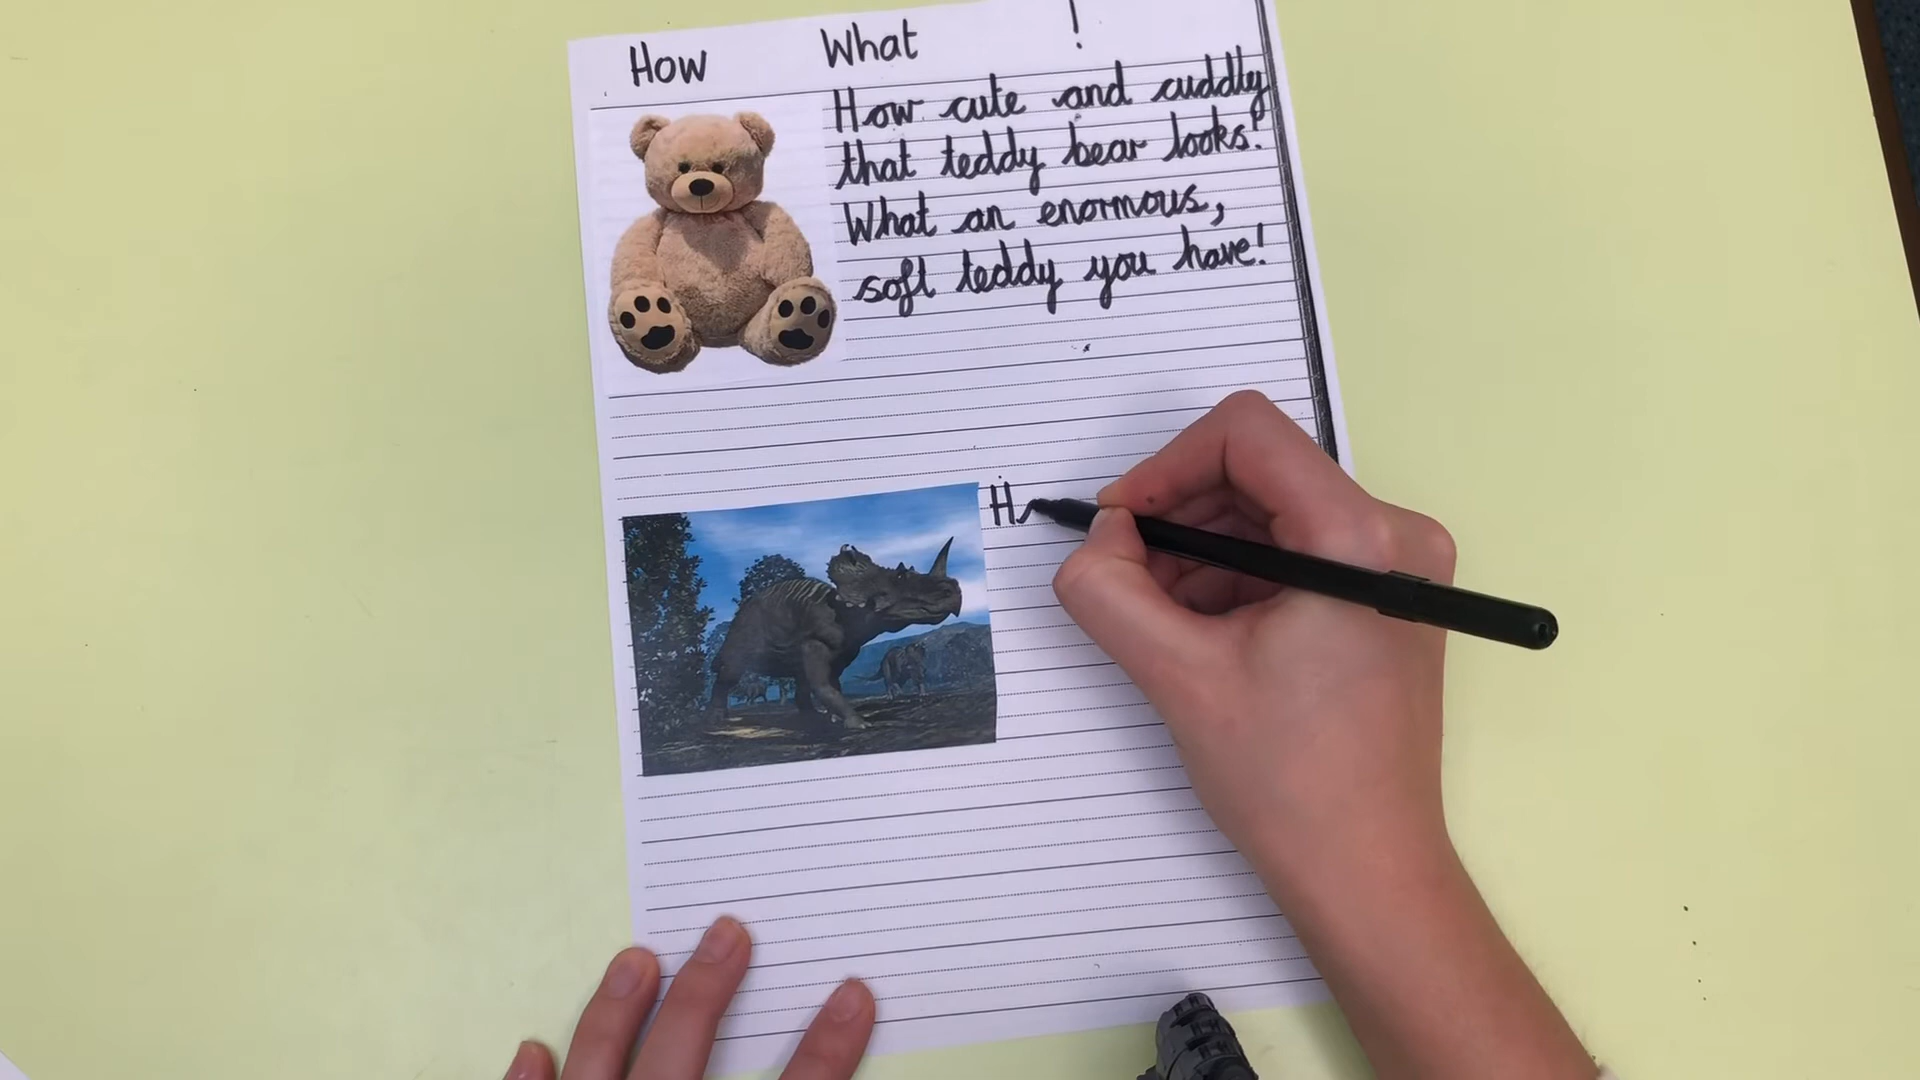 How What !
How cute and cuddly
that teddy bear looks!
What an enormous,
soft teddy you have!
H